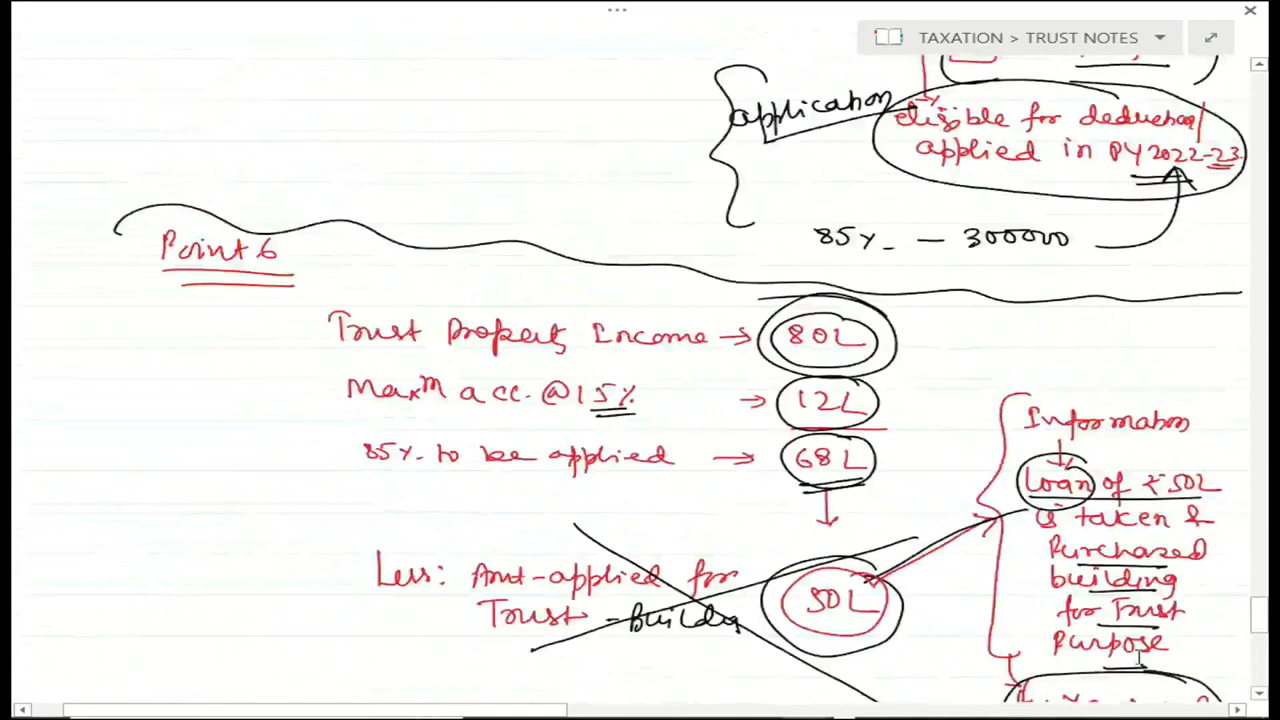 TAXATION > TRUST NOTES
application
eligible for deduction/
applied in PY2022-23
85% - 300000
Point 6
Trust Property Income → 80L
Maxm acc. @15% → 12L
85% to be applied → 68L
Less: Amt-applied for
Trust - Building
50L
Information
Loan of ₹50L
is taken &
Purchased
building
for Trust
Purpose